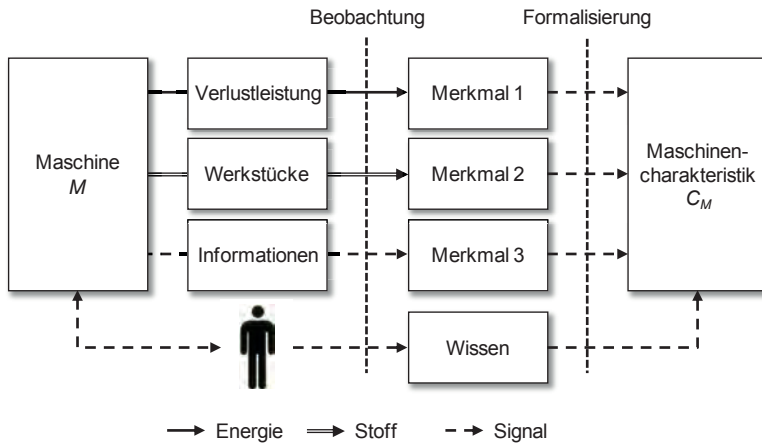 Beobachtung
Formalisierung
Verlustleistung
Merkmal 1
Maschine
M
Werkstücke
Merkmal 2
Maschinen-
charakteristik
C_M
Informationen
Merkmal 3
Wissen
Energie
Stoff
Signal